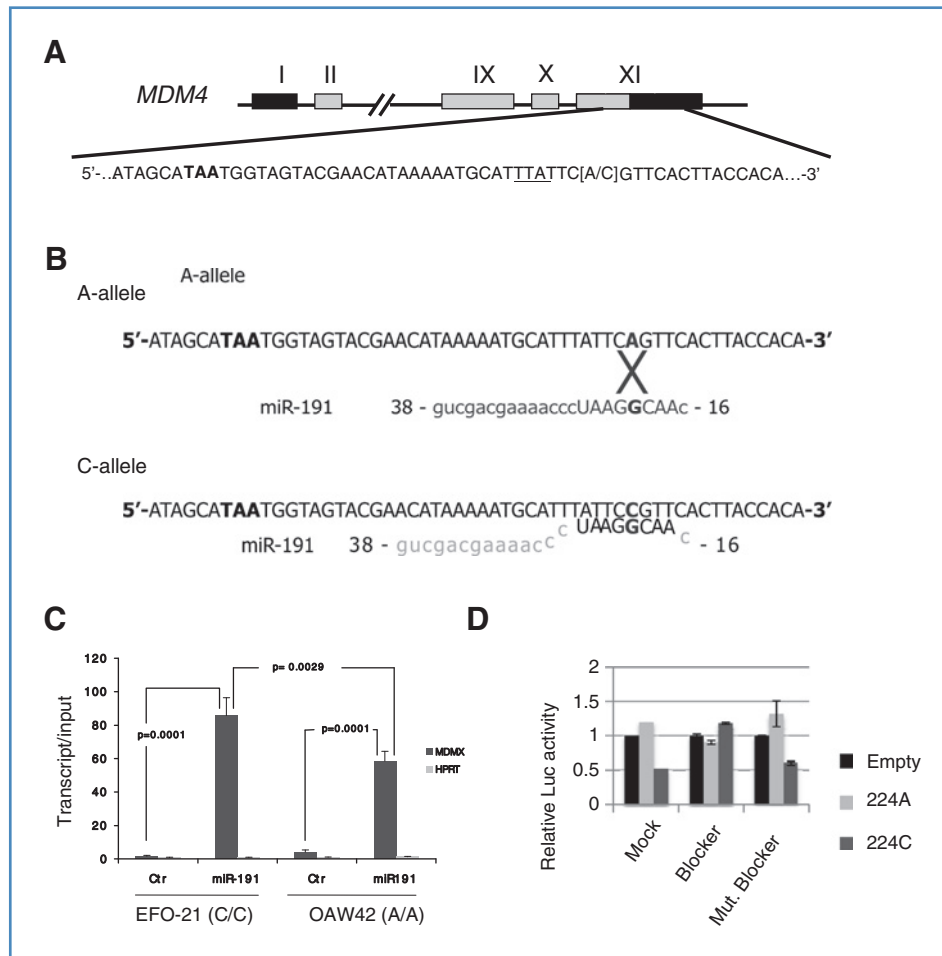 A
I II IX X XI
MDM4
5'-..ATAGCATAATGGTAGTACGAACATAAAAATGCATTTATTC[A/C]GTTCACTTACCACA...-3'
B
A-allele
A-allele
5'-ATAGCATAATGGTAGTACGAACATAAAAATGCATTTATTCAGTTCACTTACCACA-3'
miR-191 38 - gucgacgaaaacccUAAGGCAAc - 16
C-allele
5'-ATAGCATAATGGTAGTACGAACATAAAAATGCATTTATTCCGTTCACTTACCACA-3'
miR-191 38 - gucgacgaaaaccc UAAGGCAA c - 16
C
Transcript/input
120
100
80
60
40
20
0
p= 0.0029
p=0.0001
p=0.0001
MDMX
HPRT
Ctr miR-191 Ctr miR191
EFO-21 (C/C) OAW42 (A/A)
D
Relative Luc activity
2
1.5
1
0.5
0
Mock
Blocker
Mut. Blocker
Empty
224A
224C